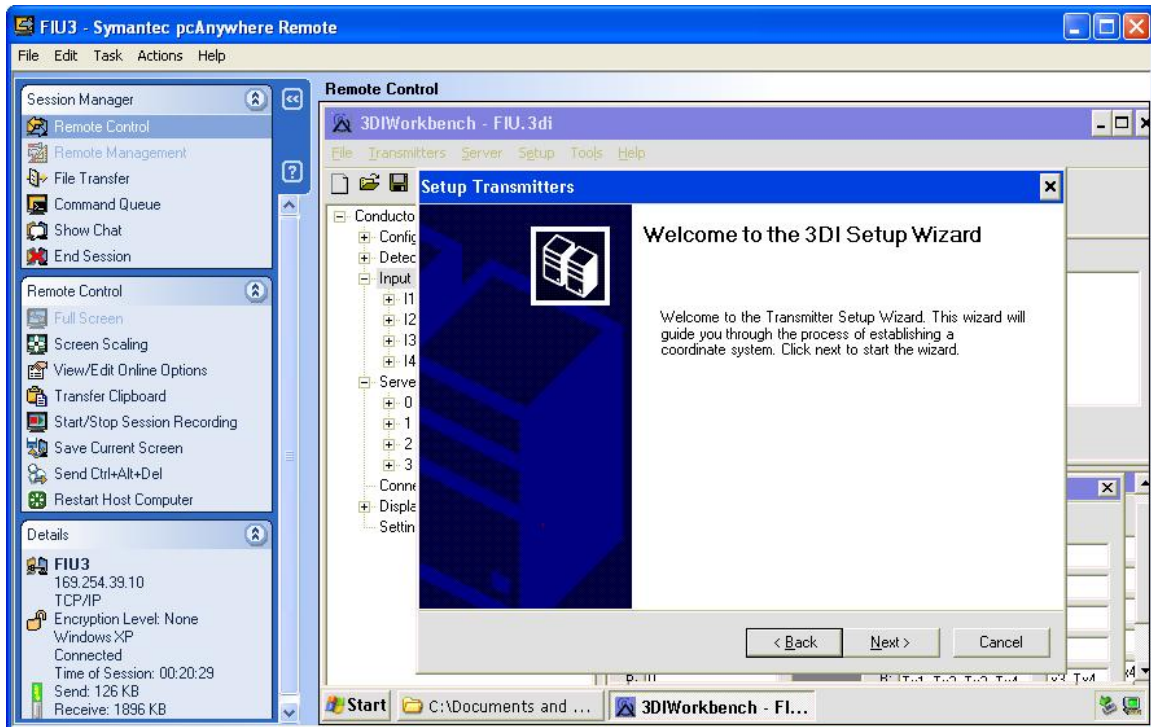 FIU3 - Symantec pcAnywhere Remote
File Edit Task Actions Help
Session Manager
Remote Control
Remote Management
File Transfer
Command Queue
Show Chat
End Session
Remote Control
Full Screen
Screen Scaling
View/Edit Online Options
Transfer Clipboard
Start/Stop Session Recording
Save Current Screen
Send Ctrl+Alt+Del
Restart Host Computer
Details
FIU3
169.254.39.10
TCP/IP
Encryption Level: None
Windows XP
Connected
Time of Session: 00:20:29
Send: 126 KB
Receive: 1896 KB
Remote Control
3DIWorkbench - FIU.3di
File Transmitters Server Setup Tools Help
Conducto
Config
Detec
Input
I1
I2
I3
I4
Serve
0
1
2
3
Conne
Displa
Settin
Setup Transmitters
Welcome to the 3DI Setup Wizard
Welcome to the Transmitter Setup Wizard. This wizard will
guide you through the process of establishing a
coordinate system. Click next to start the wizard.
< Back Next > Cancel
Start C:\Documents and ... 3DIWorkbench - FI...